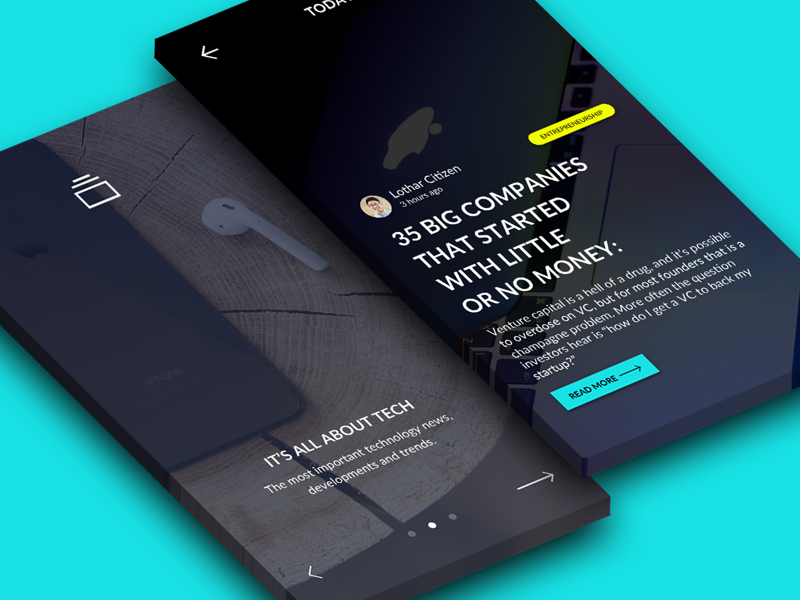 ENTREPRENEURSHIP
Lothar Citizen
3 hours ago
35 BIG COMPANIES
THAT STARTED
WITH LITTLE
OR NO MONEY:
Venture capital is a hell of a drug, and it's possible
to overdose on VC, but for most founders that is a
champagne problem. More often the question
investors hear is "how do I get a VC to back my
startup?"
READ MORE
iPhone
IT'S ALL ABOUT TECH
The most important technology news,
developments and trends.